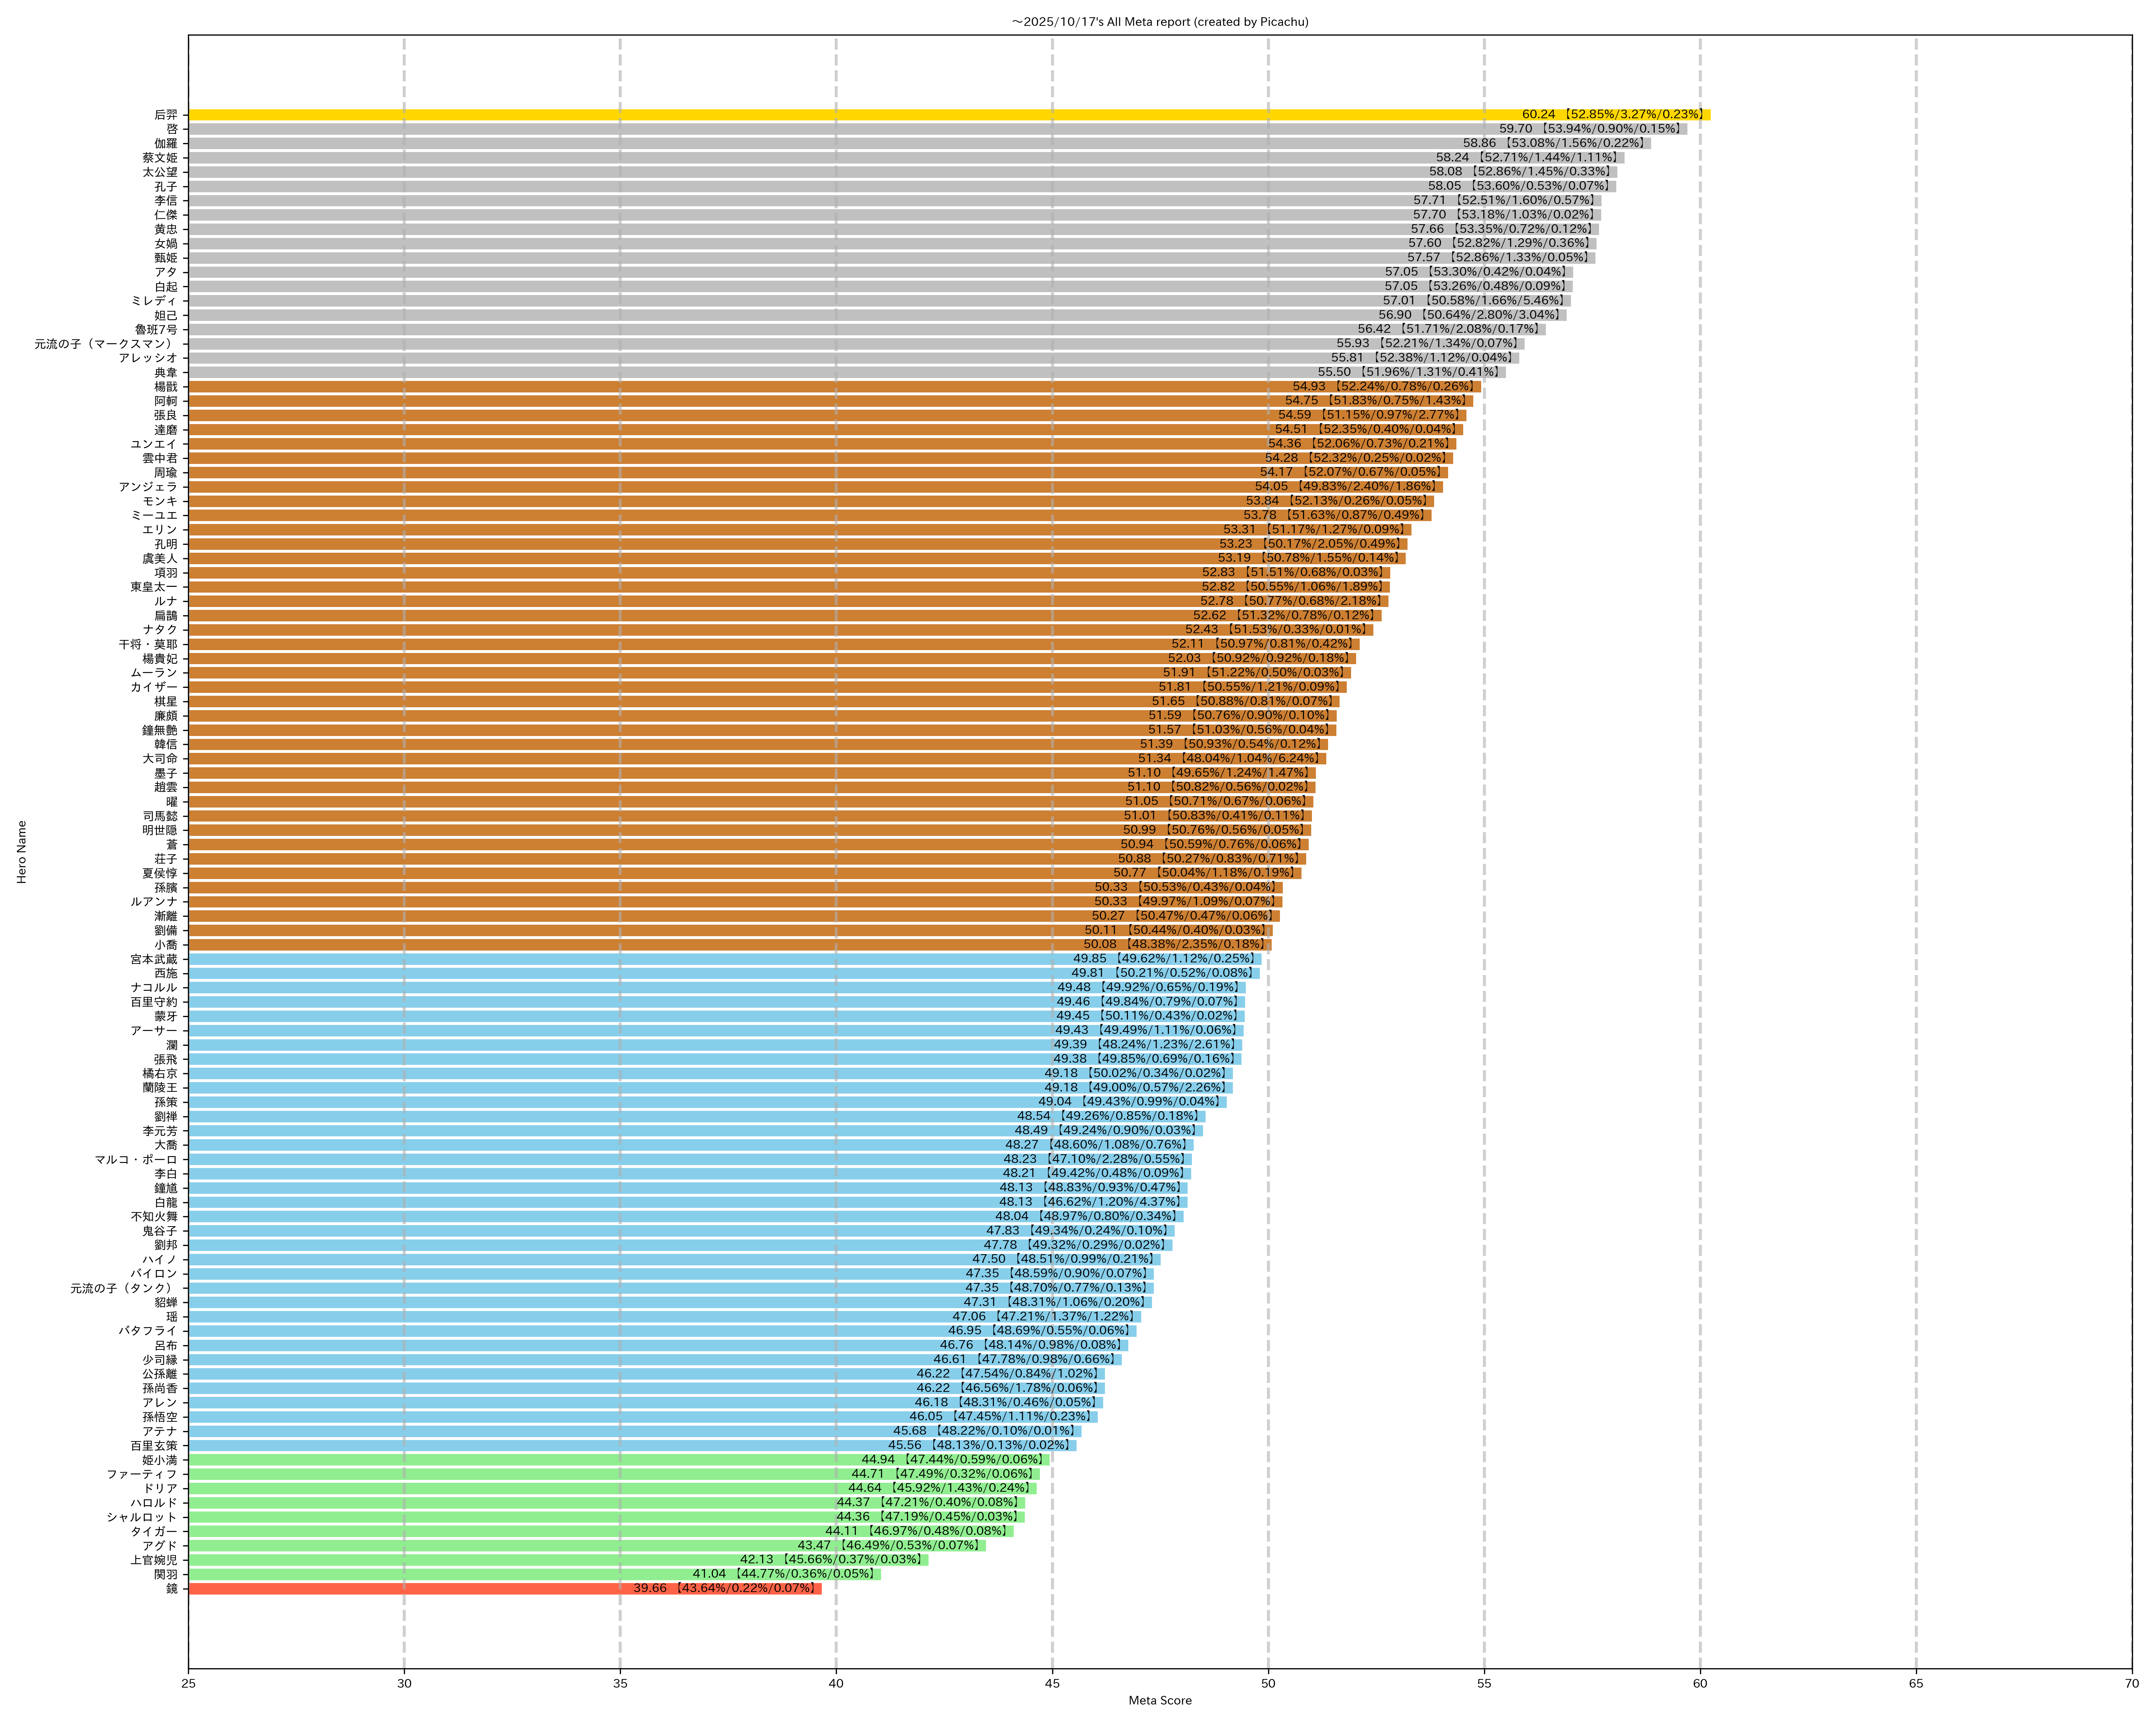 ～2025/10/17's All Meta report (created by Picachu)
后羿 60.24 【52.85%/3.27%/0.23%】
啓 59.70 【53.94%/0.90%/0.15%】
伽羅 58.86 【53.08%/1.56%/0.22%】
蔡文姫 58.24 【52.71%/1.44%/1.11%】
太公望 58.08 【52.86%/1.45%/0.33%】
孔子 58.05 【53.60%/0.53%/0.07%】
李信 57.71 【52.51%/1.60%/0.57%】
仁傑 57.70 【53.18%/1.03%/0.02%】
黄忠 57.66 【53.35%/0.72%/0.12%】
女媧 57.60 【52.82%/1.29%/0.36%】
甄姫 57.57 【52.86%/1.33%/0.05%】
アタ 57.05 【53.30%/0.42%/0.04%】
白起 57.05 【53.26%/0.48%/0.09%】
ミレディ 57.01 【50.58%/1.66%/5.46%】
妲己 56.90 【50.64%/2.80%/3.04%】
魯班7号 56.42 【51.71%/2.08%/0.17%】
元流の子（マークスマン） 55.93 【52.21%/1.34%/0.07%】
アレッシオ 55.81 【52.38%/1.12%/0.04%】
典韋 55.50 【51.96%/1.31%/0.41%】
楊戩 54.93 【52.24%/0.78%/0.26%】
阿軻 54.75 【51.83%/0.75%/1.43%】
張良 54.59 【51.15%/0.97%/2.77%】
達磨 54.51 【52.35%/0.40%/0.04%】
ユンエイ 54.36 【52.06%/0.73%/0.21%】
雲中君 54.28 【52.32%/0.25%/0.02%】
周瑜 54.17 【52.07%/0.67%/0.05%】
アンジェラ 54.05 【49.83%/2.40%/1.86%】
モンキ 53.84 【52.13%/0.26%/0.05%】
ミーユエ 53.78 【51.63%/0.87%/0.49%】
エリン 53.31 【51.17%/1.27%/0.09%】
孔明 53.23 【50.17%/2.05%/0.49%】
虞美人 53.19 【50.78%/1.55%/0.14%】
項羽 52.83 【51.51%/0.68%/0.03%】
東皇太一 52.82 【50.55%/1.06%/1.89%】
ルナ 52.78 【50.77%/0.68%/2.18%】
扁鵲 52.62 【51.32%/0.78%/0.12%】
ナタク 52.43 【51.53%/0.33%/0.01%】
干将・莫耶 52.11 【50.97%/0.81%/0.42%】
楊貴妃 52.03 【50.92%/0.92%/0.18%】
ムーラン 51.91 【51.22%/0.50%/0.03%】
カイザー 51.81 【50.55%/1.21%/0.09%】
棋星 51.65 【50.88%/0.81%/0.07%】
廉頗 51.59 【50.76%/0.90%/0.10%】
鐘無艶 51.57 【51.03%/0.56%/0.04%】
韓信 51.39 【50.93%/0.54%/0.12%】
大司命 51.34 【48.04%/1.04%/6.24%】
墨子 51.10 【49.65%/1.24%/1.47%】
趙雲 51.10 【50.82%/0.56%/0.02%】
曜 51.05 【50.71%/0.67%/0.06%】
司馬懿 51.01 【50.83%/0.41%/0.11%】
明世隠 50.99 【50.76%/0.56%/0.05%】
蒼 50.94 【50.59%/0.76%/0.06%】
荘子 50.88 【50.27%/0.83%/0.71%】
夏侯惇 50.77 【50.04%/1.18%/0.19%】
孫臏 50.33 【50.53%/0.43%/0.04%】
ルアンナ 50.33 【49.97%/1.09%/0.07%】
漸離 50.27 【50.47%/0.47%/0.06%】
劉備 50.11 【50.44%/0.40%/0.03%】
小喬 50.08 【48.38%/2.35%/0.18%】
宮本武蔵 49.85 【49.62%/1.12%/0.25%】
西施 49.81 【50.21%/0.52%/0.08%】
ナコルル 49.48 【49.92%/0.65%/0.19%】
百里守約 49.46 【49.84%/0.79%/0.07%】
蒙牙 49.45 【50.11%/0.43%/0.02%】
アーサー 49.43 【49.49%/1.11%/0.06%】
瀾 49.39 【48.24%/1.23%/2.61%】
張飛 49.38 【49.85%/0.69%/0.16%】
橘右京 49.18 【50.02%/0.34%/0.02%】
蘭陵王 49.18 【49.00%/0.57%/2.26%】
孫策 49.04 【49.43%/0.99%/0.04%】
劉禅 48.54 【49.26%/0.85%/0.18%】
李元芳 48.49 【49.24%/0.90%/0.03%】
大喬 48.27 【48.60%/1.08%/0.76%】
マルコ・ポーロ 48.23 【47.10%/2.28%/0.55%】
李白 48.21 【49.42%/0.48%/0.09%】
鐘馗 48.13 【48.83%/0.93%/0.47%】
白龍 48.13 【46.62%/1.20%/4.37%】
不知火舞 48.04 【48.97%/0.80%/0.34%】
鬼谷子 47.83 【49.34%/0.24%/0.10%】
劉邦 47.78 【49.32%/0.29%/0.02%】
ハイノ 47.50 【48.51%/0.99%/0.21%】
バイロン 47.35 【48.59%/0.90%/0.07%】
元流の子（タンク） 47.35 【48.70%/0.77%/0.13%】
貂蝉 47.31 【48.31%/1.06%/0.20%】
瑶 47.06 【47.21%/1.37%/1.22%】
バタフライ 46.95 【48.69%/0.55%/0.06%】
呂布 46.76 【48.14%/0.98%/0.08%】
少司縁 46.61 【47.78%/0.98%/0.66%】
公孫離 46.22 【47.54%/0.84%/1.02%】
孫尚香 46.22 【46.56%/1.78%/0.06%】
アレン 46.18 【48.31%/0.46%/0.05%】
孫悟空 46.05 【47.45%/1.11%/0.23%】
アテナ 45.68 【48.22%/0.10%/0.01%】
百里玄策 45.56 【48.13%/0.13%/0.02%】
姫小満 44.94 【47.44%/0.59%/0.06%】
ファーティフ 44.71 【47.49%/0.32%/0.06%】
ドリア 44.64 【45.92%/1.43%/0.24%】
ハロルド 44.37 【47.21%/0.40%/0.08%】
シャルロット 44.36 【47.19%/0.45%/0.03%】
タイガー 44.11 【46.97%/0.48%/0.08%】
アグド 43.47 【46.49%/0.53%/0.07%】
上官婉児 42.13 【45.66%/0.37%/0.03%】
関羽 41.04 【44.77%/0.36%/0.05%】
鏡 39.66 【43.64%/0.22%/0.07%】
Hero Name
25 30 35 40 45 50 55 60 65 70
Meta Score